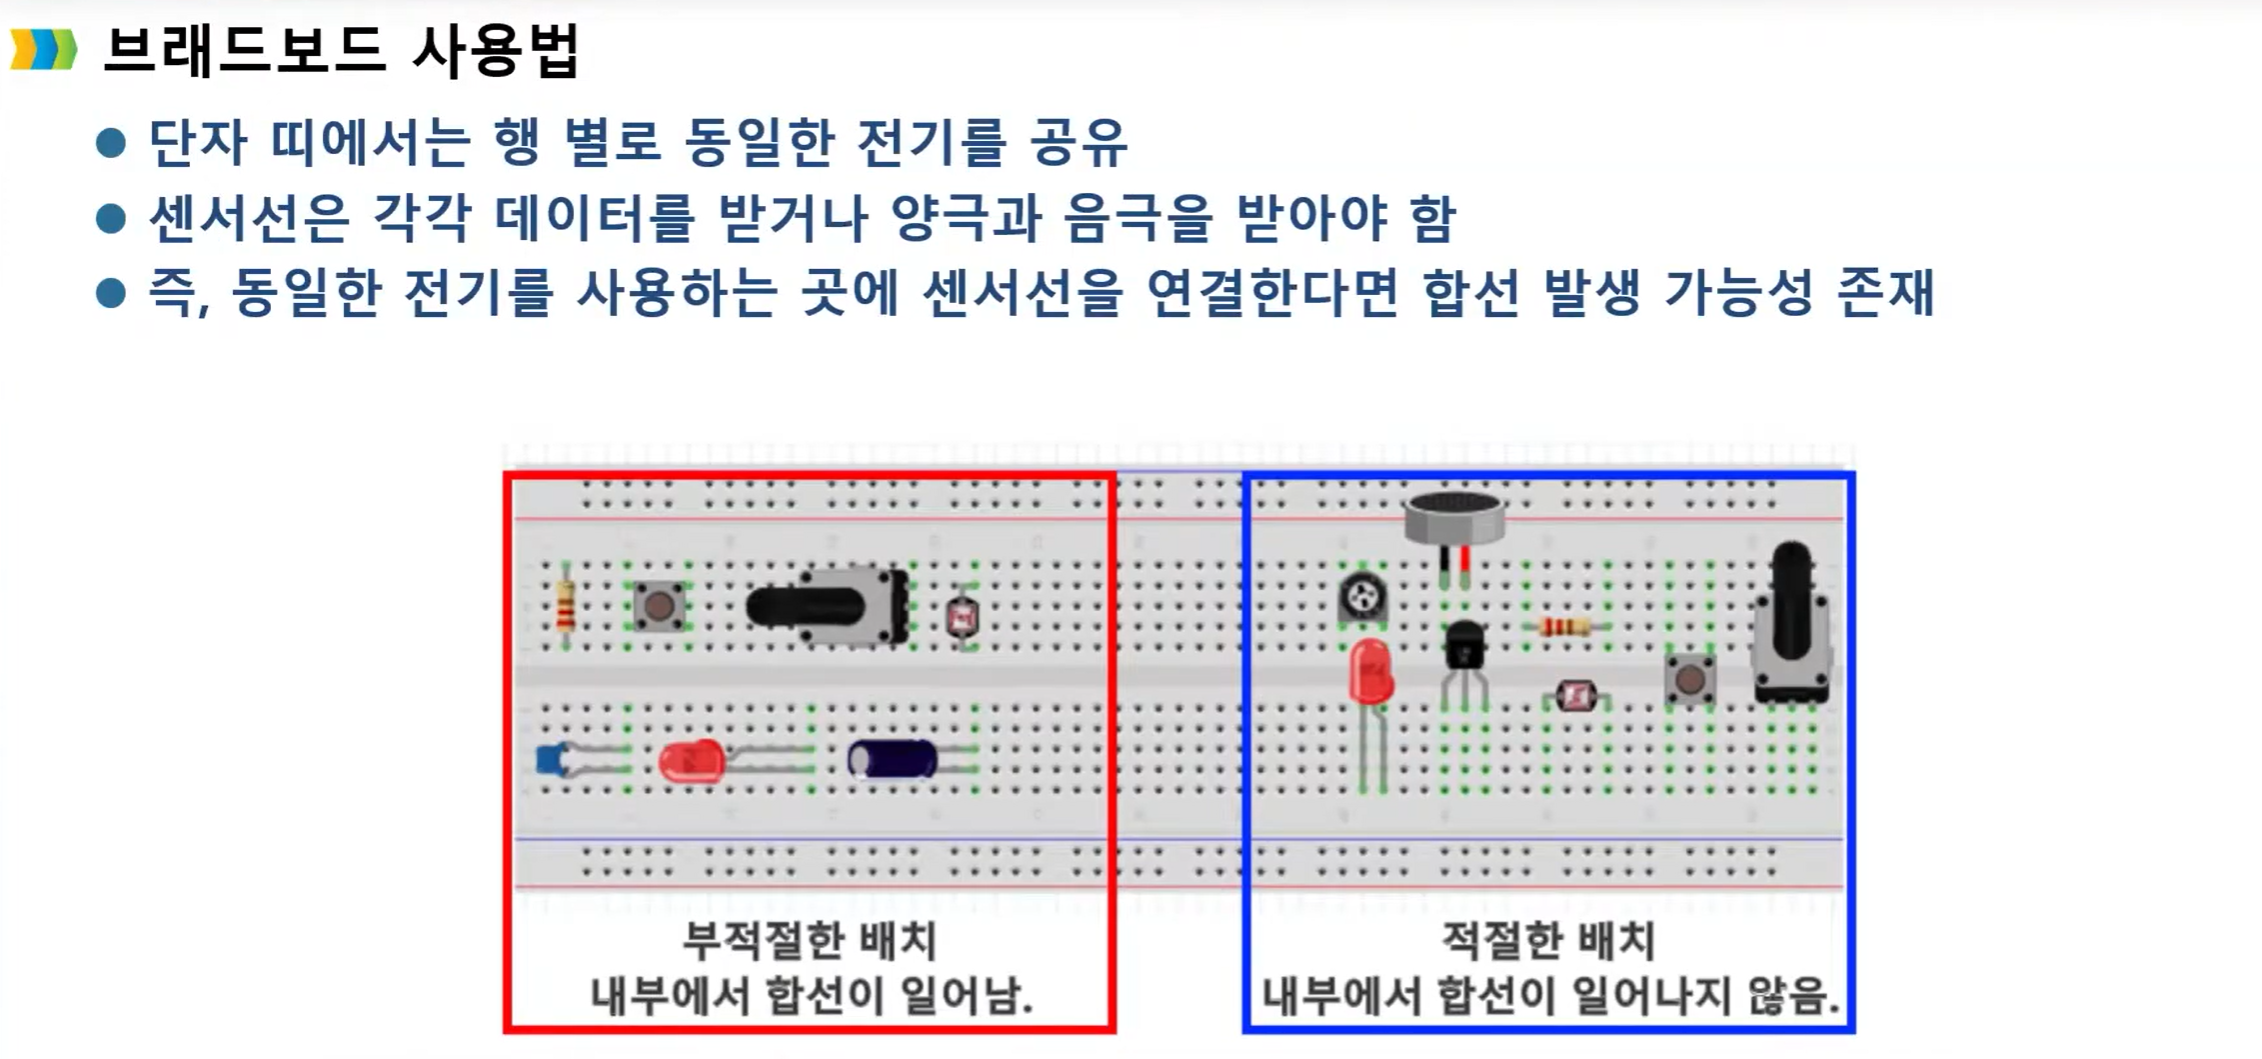 브래드보드 사용법
단자 띠에서는 행 별로 동일한 전기를 공유
센서선은 각각 데이터를 받거나 양극과 음극을 받아야 함
즉, 동일한 전기를 사용하는 곳에 센서선을 연결한다면 합선 발생 가능성 존재
부적절한 배치
내부에서 합선이 일어남.
적절한 배치
내부에서 합선이 일어나지 않음.